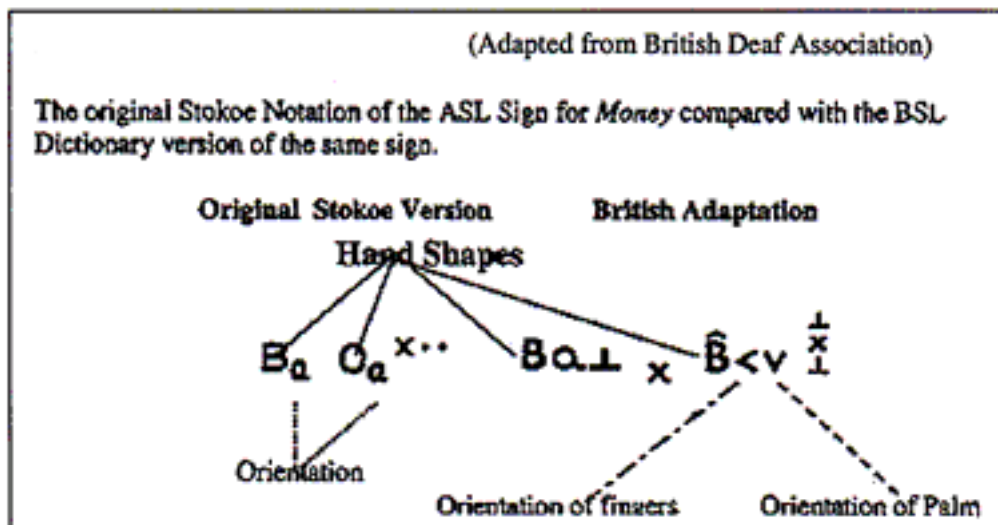 (Adapted from British Deaf Association)
The original Stokoe Notation of the ASL Sign for Money compared with the BSL
Dictionary version of the same sign.
Original Stokoe Version British Adaptation
Hand Shapes
Bₐ Oₐ ×·· B a ⊥ × B̂ < v ⊥ × ⊥
Orientation
Orientation of fingers Orientation of Palm